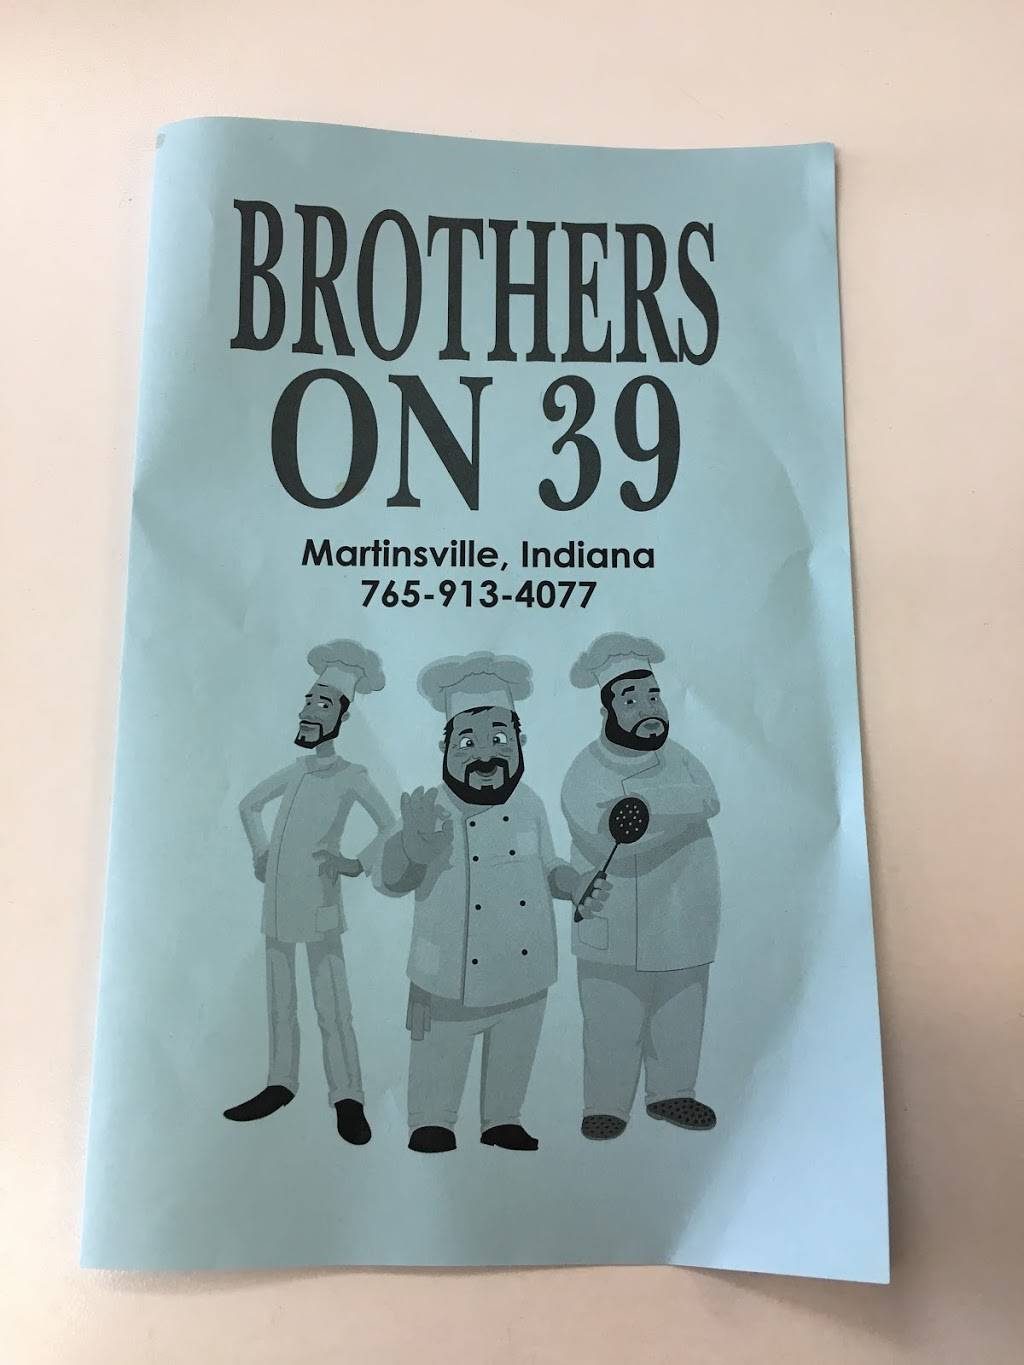 BROTHERS
ON 39
Martinsville, Indiana
765-913-4077